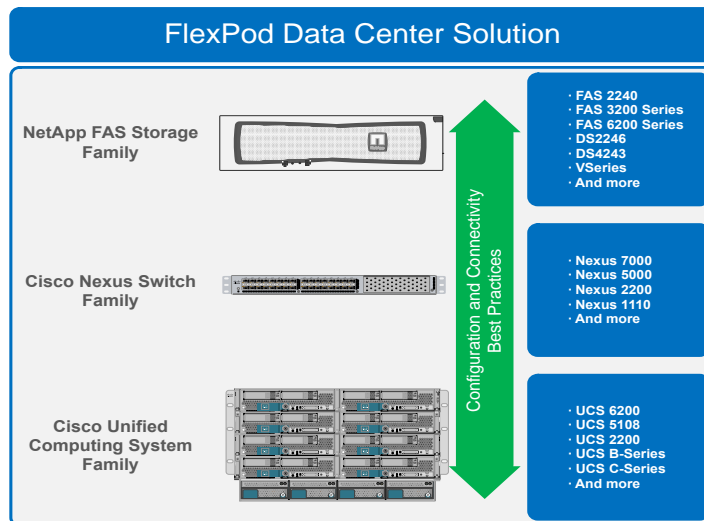 FlexPod Data Center Solution
NetApp FAS Storage
Family
· FAS 2240
· FAS 3200 Series
· FAS 6200 Series
· DS2246
· DS4243
· VSeries
· And more
Configuration and Connectivity
Best Practices
Cisco Nexus Switch
Family
· Nexus 7000
· Nexus 5000
· Nexus 2200
· Nexus 1110
· And more
Cisco Unified
Computing System
Family
· UCS 6200
· UCS 5108
· UCS 2200
· UCS B-Series
· UCS C-Series
· And more